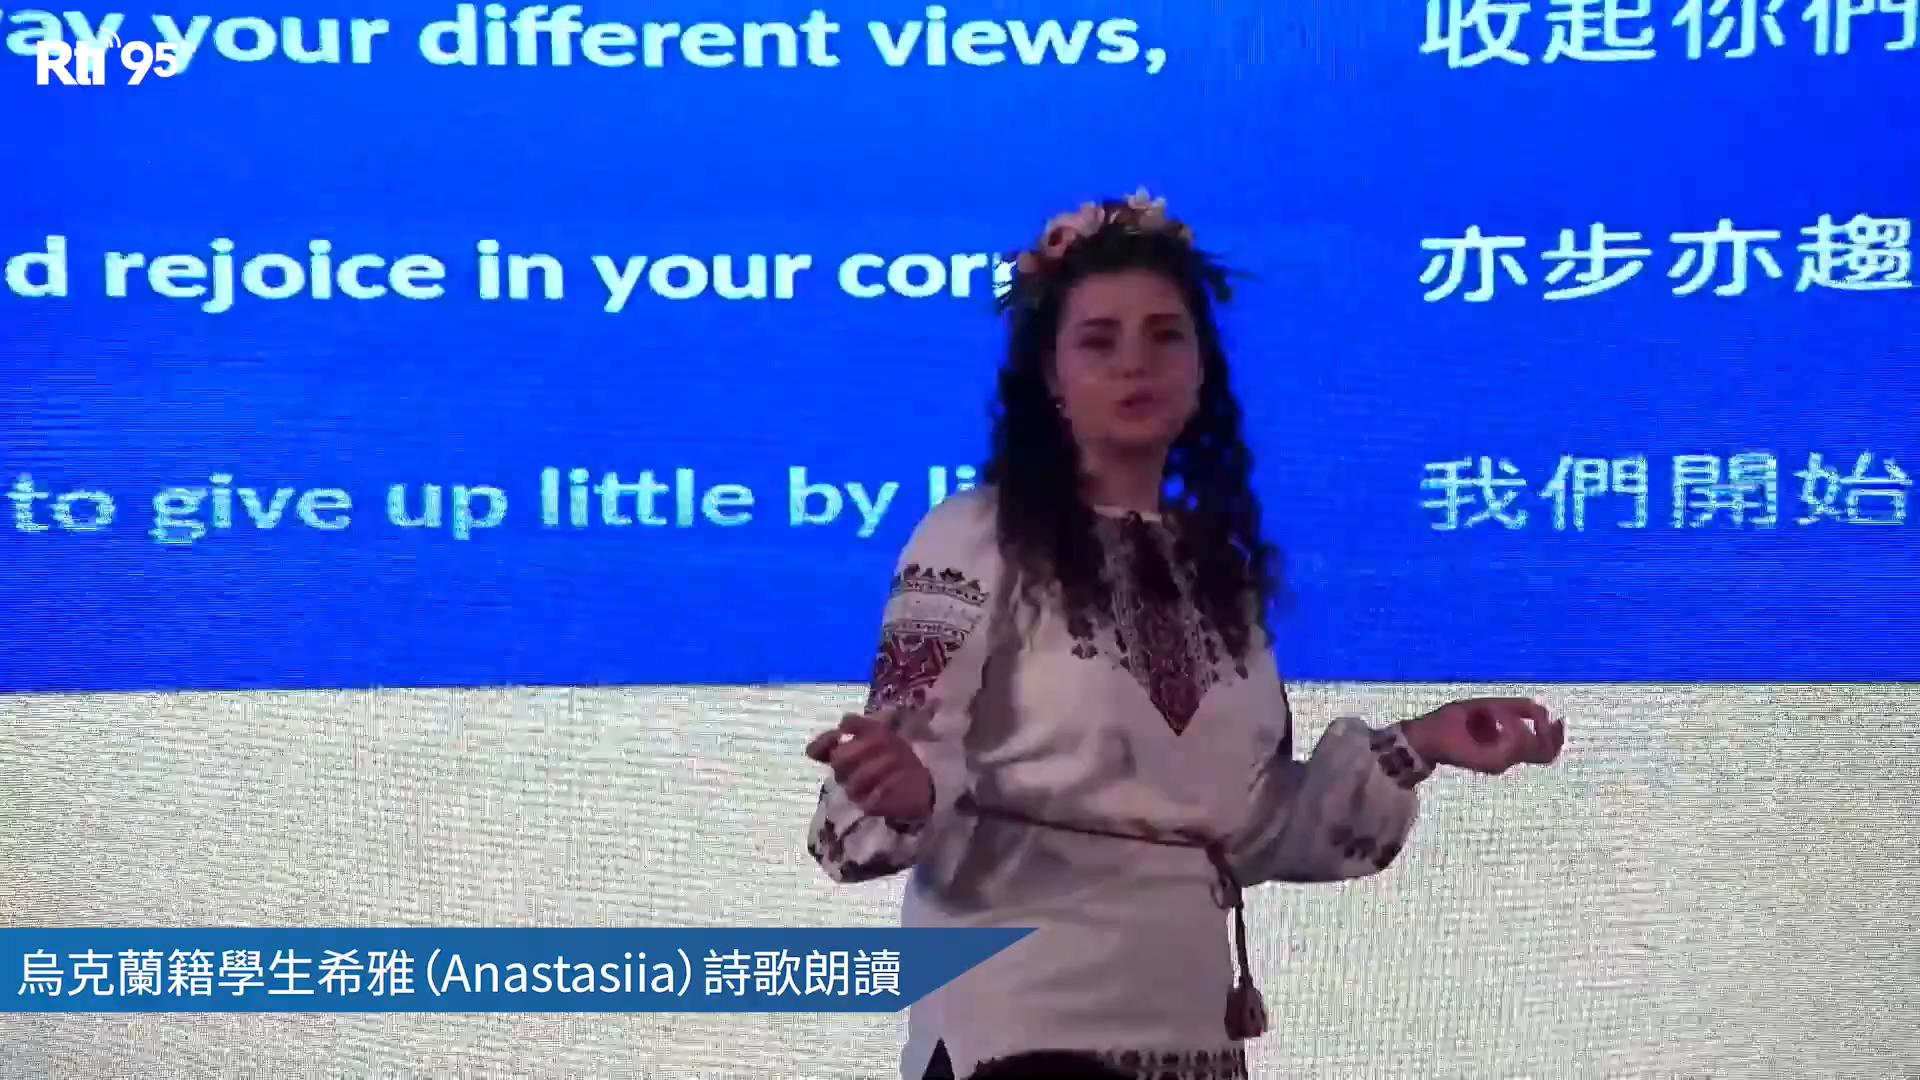 Rti 95
your different views,
收起你們
rejoice in your
亦步亦趨
to give up little by
我們開始
烏克蘭籍學生希雅(Anastasiia)詩歌朗讀